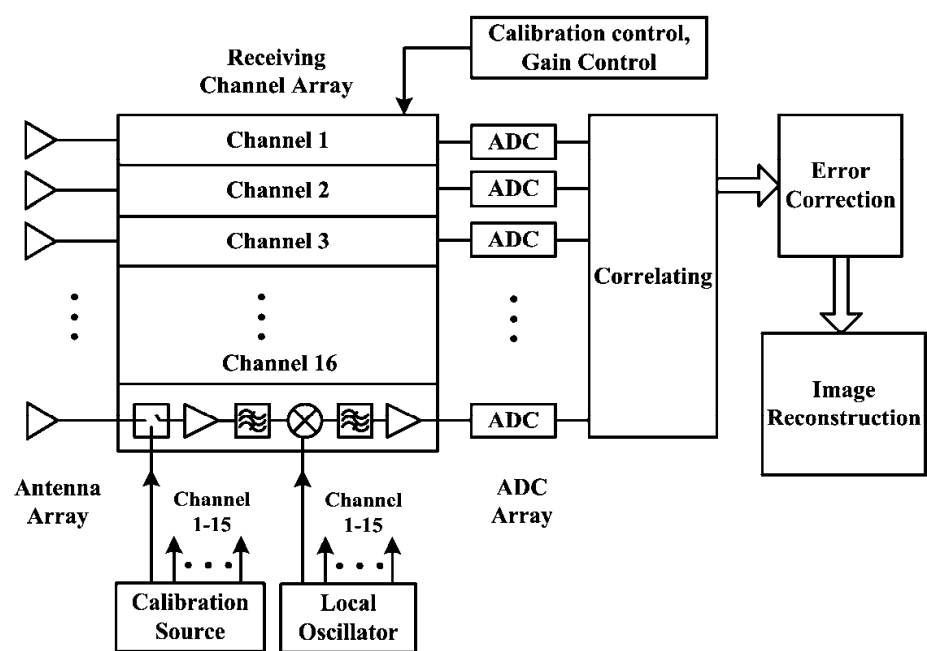 Calibration control,
Gain Control
Receiving
Channel Array
Channel 1
ADC
Channel 2
ADC
Channel 3
ADC
Error
Correction
Correlating
Channel 16
Image
Reconstruction
ADC
Antenna
Array
Channel
1-15
Channel
1-15
ADC
Array
Calibration
Source
Local
Oscillator